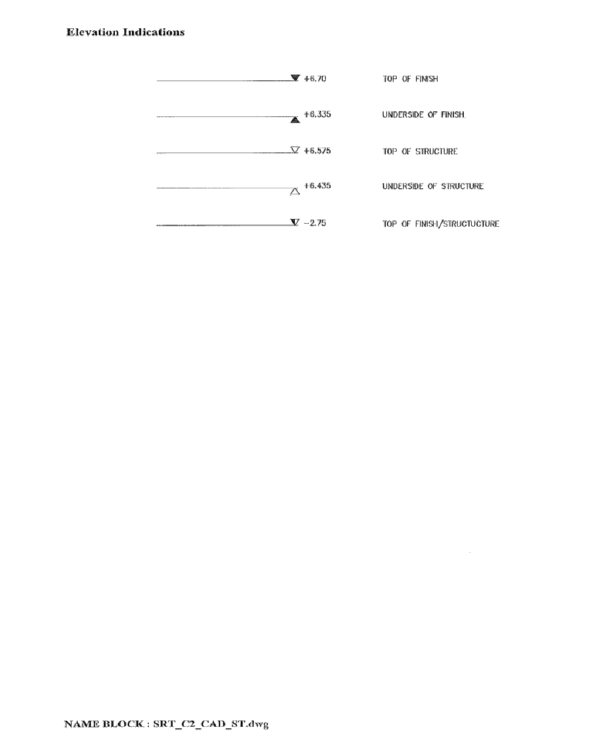 Elevation Indications
+6.70 TOP OF FINISH
+6.335 UNDERSIDE OF FINISH
+6.575 TOP OF STRUCTURE
+6.435 UNDERSIDE OF STRUCTURE
−2.75 TOP OF FINISH/STRUCTUCTURE
NAME BLOCK : SRT_C2_CAD_ST.dwg